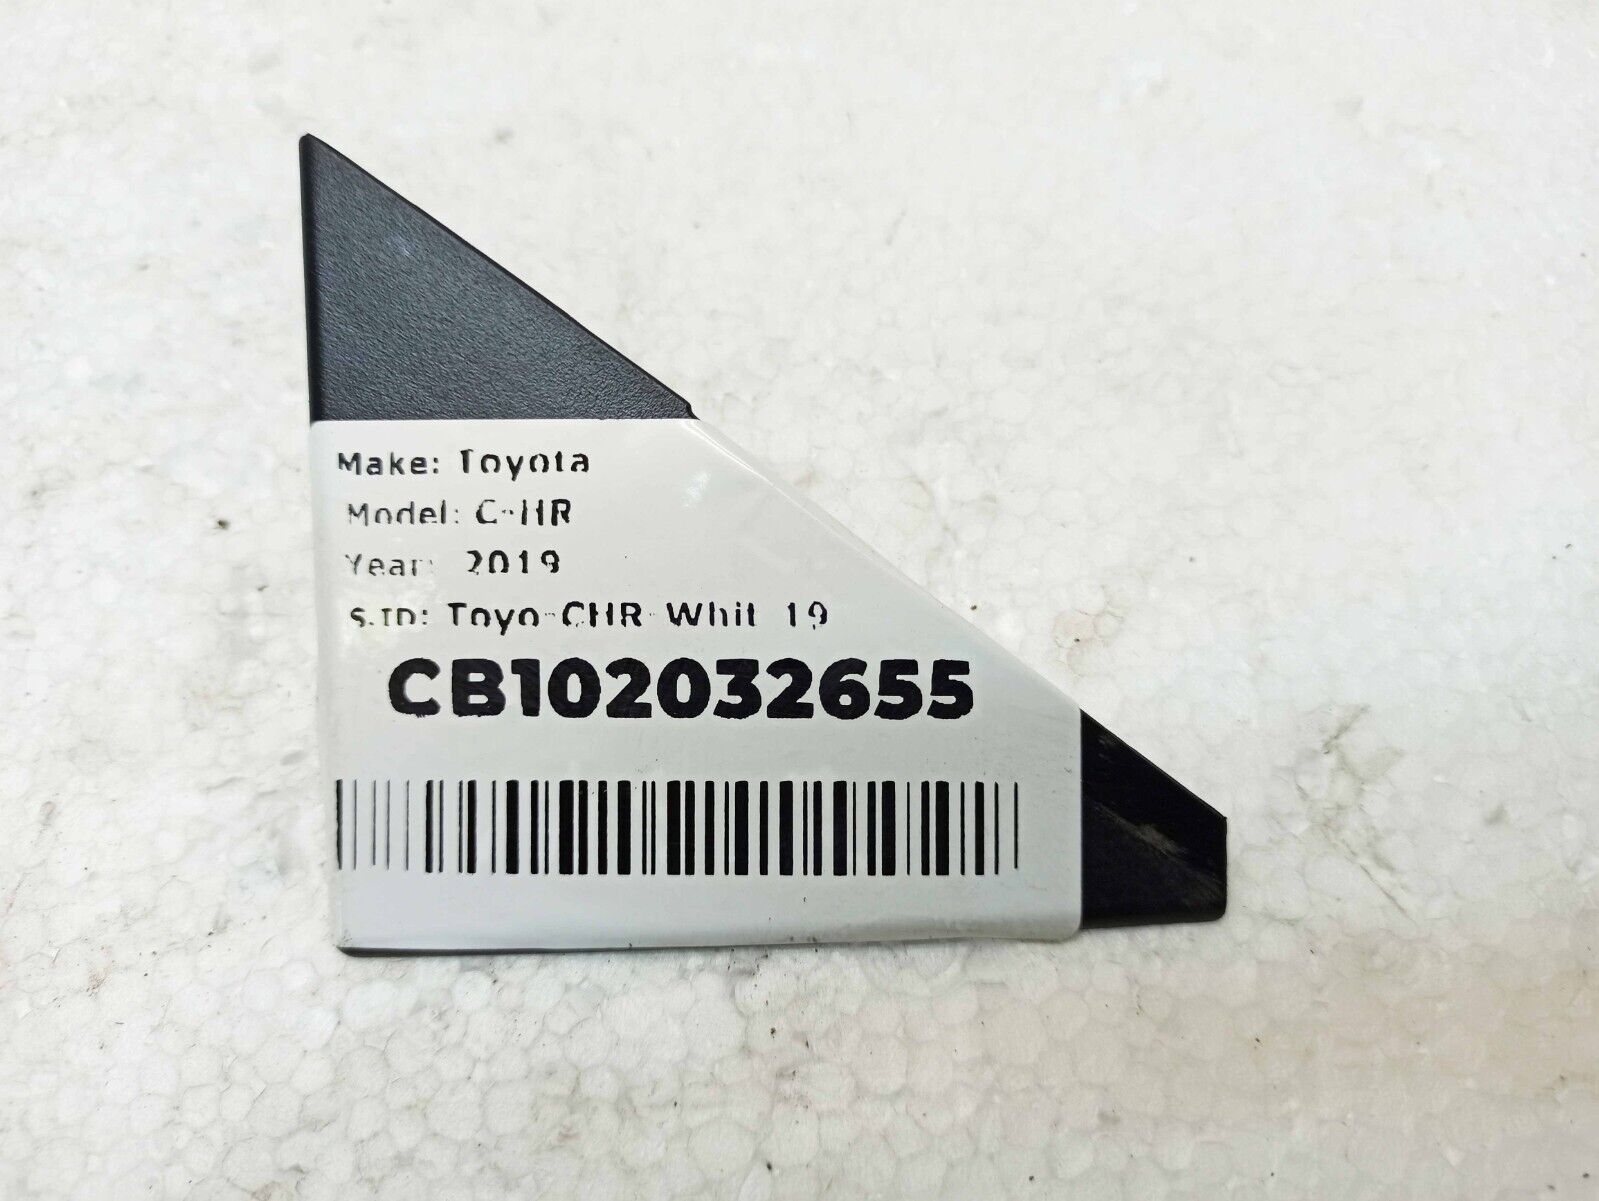 Make: Toyota
Model: C-HR
Year: 2019
S.ID: Toyo-CHR-Whit 19
CB102032655